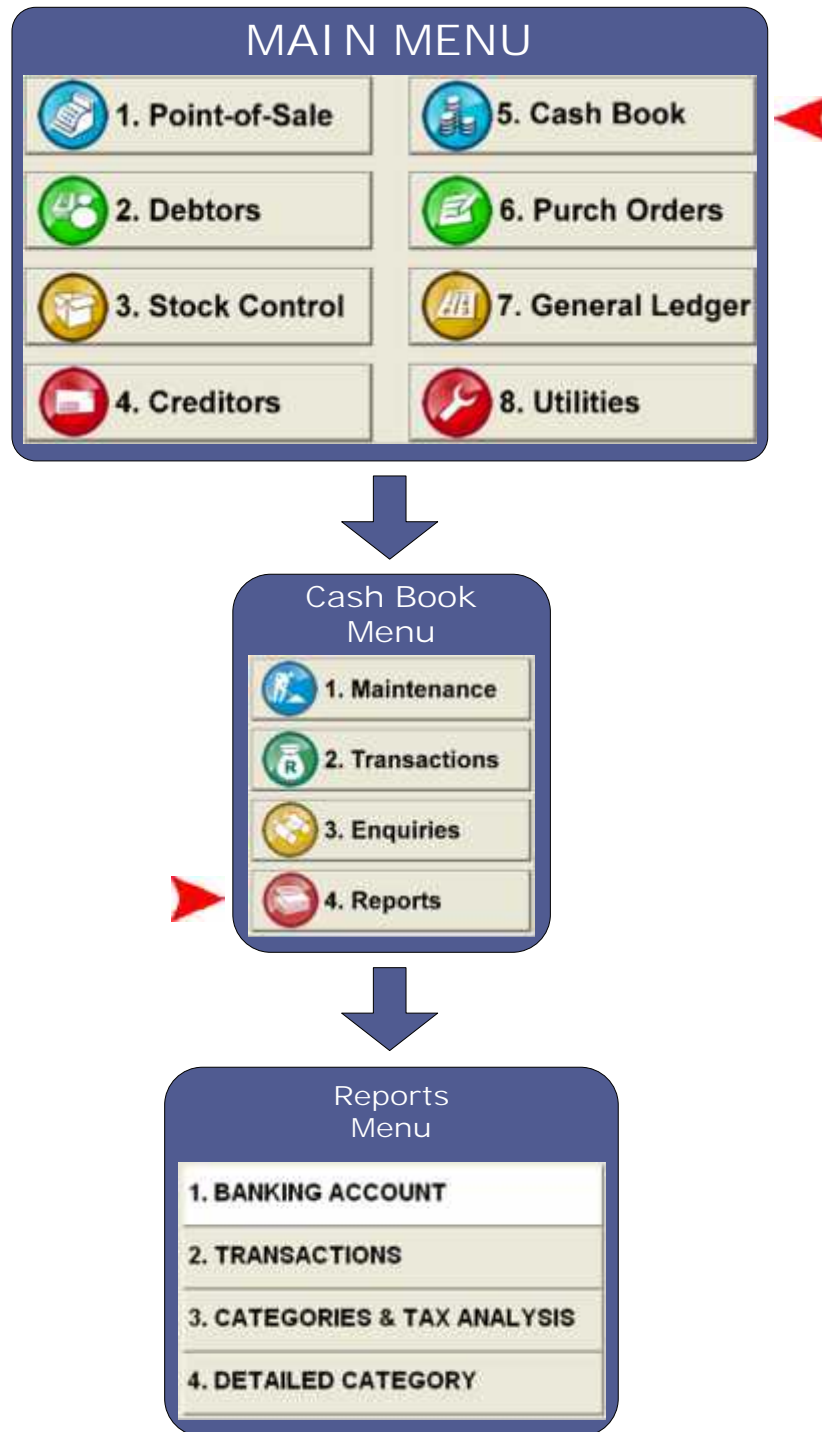 MAIN MENU
1. Point-of-Sale
5. Cash Book
2. Debtors
6. Purch Orders
3. Stock Control
7. General Ledger
4. Creditors
8. Utilities
Cash Book
Menu
1. Maintenance
R
2. Transactions
3. Enquiries
4. Reports
Reports
Menu
1. BANKING ACCOUNT
2. TRANSACTIONS
3. CATEGORIES & TAX ANALYSIS
4. DETAILED CATEGORY